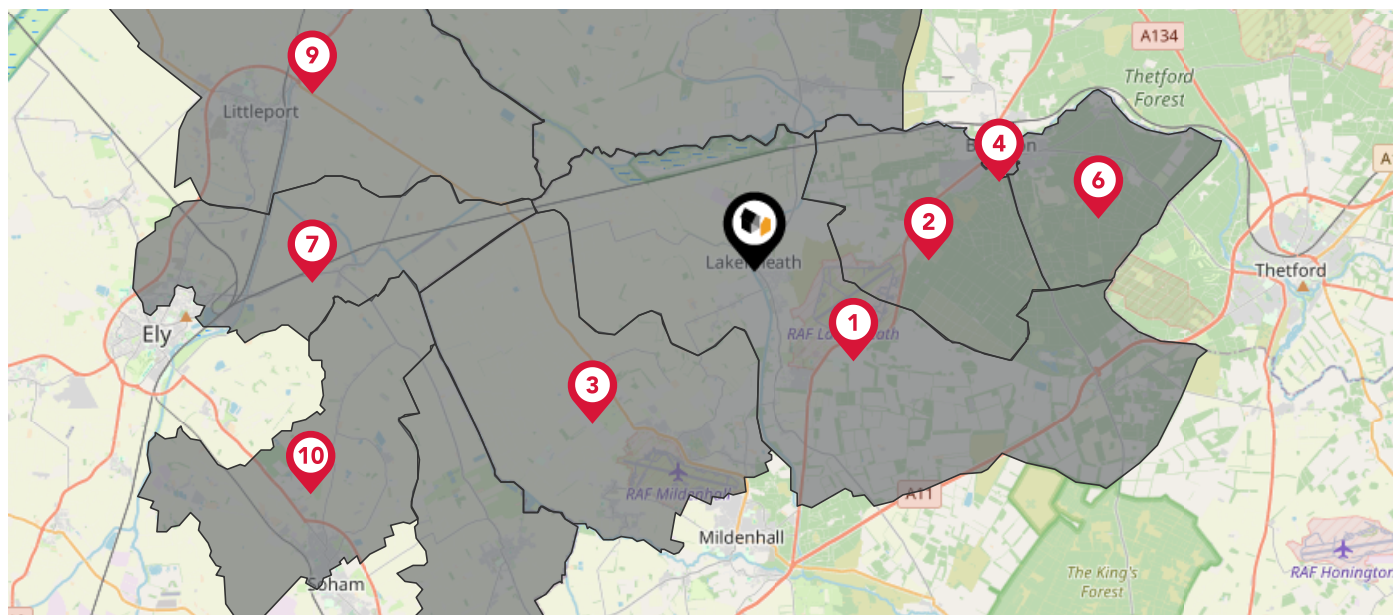 A134
9
Thetford
Forest
Littleport
4
6
2
7
Lakenheath
Thetford
Ely
1
3
10
RAF Mildenhall
A11
Mildenhall
Soham
The King's
Forest
RAF Honington